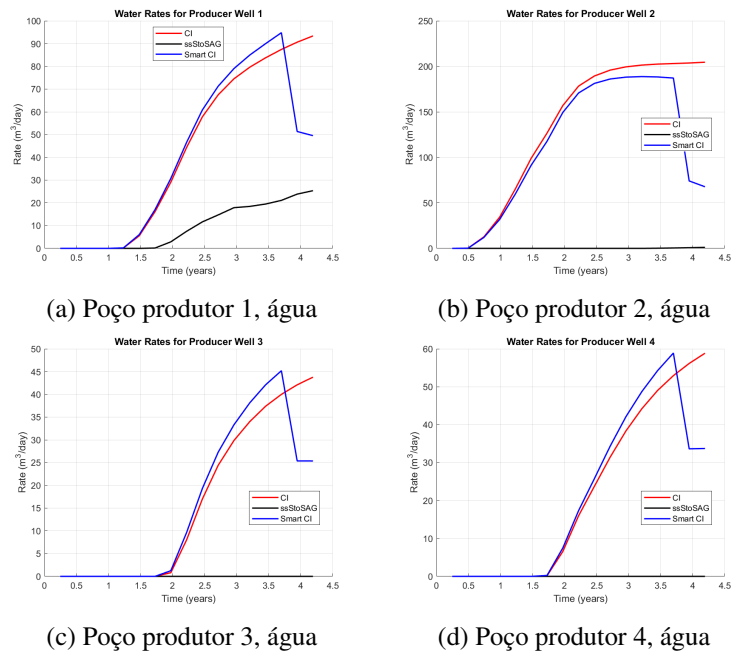 Water Rates for Producer Well 1
100
90
80
70
60
50
40
30
20
10
0
Rate (m³/day)
CI
ssStoSAG
Smart CI
0 0.5 1 1.5 2 2.5 3 3.5 4 4.5
Time (years)
(a) Poço produtor 1, água
Water Rates for Producer Well 2
250
200
150
100
50
0
Rate (m³/day)
CI
ssStoSAG
Smart CI
0 0.5 1 1.5 2 2.5 3 3.5 4 4.5
Time (years)
(b) Poço produtor 2, água
Water Rates for Producer Well 3
50
45
40
35
30
25
20
15
10
5
0
Rate (m³/day)
CI
ssStoSAG
Smart CI
0 0.5 1 1.5 2 2.5 3 3.5 4 4.5
Time (years)
(c) Poço produtor 3, água
Water Rates for Producer Well 4
60
50
40
30
20
10
0
Rate (m³/day)
CI
ssStoSAG
Smart CI
0 0.5 1 1.5 2 2.5 3 3.5 4 4.5
Time (years)
(d) Poço produtor 4, água